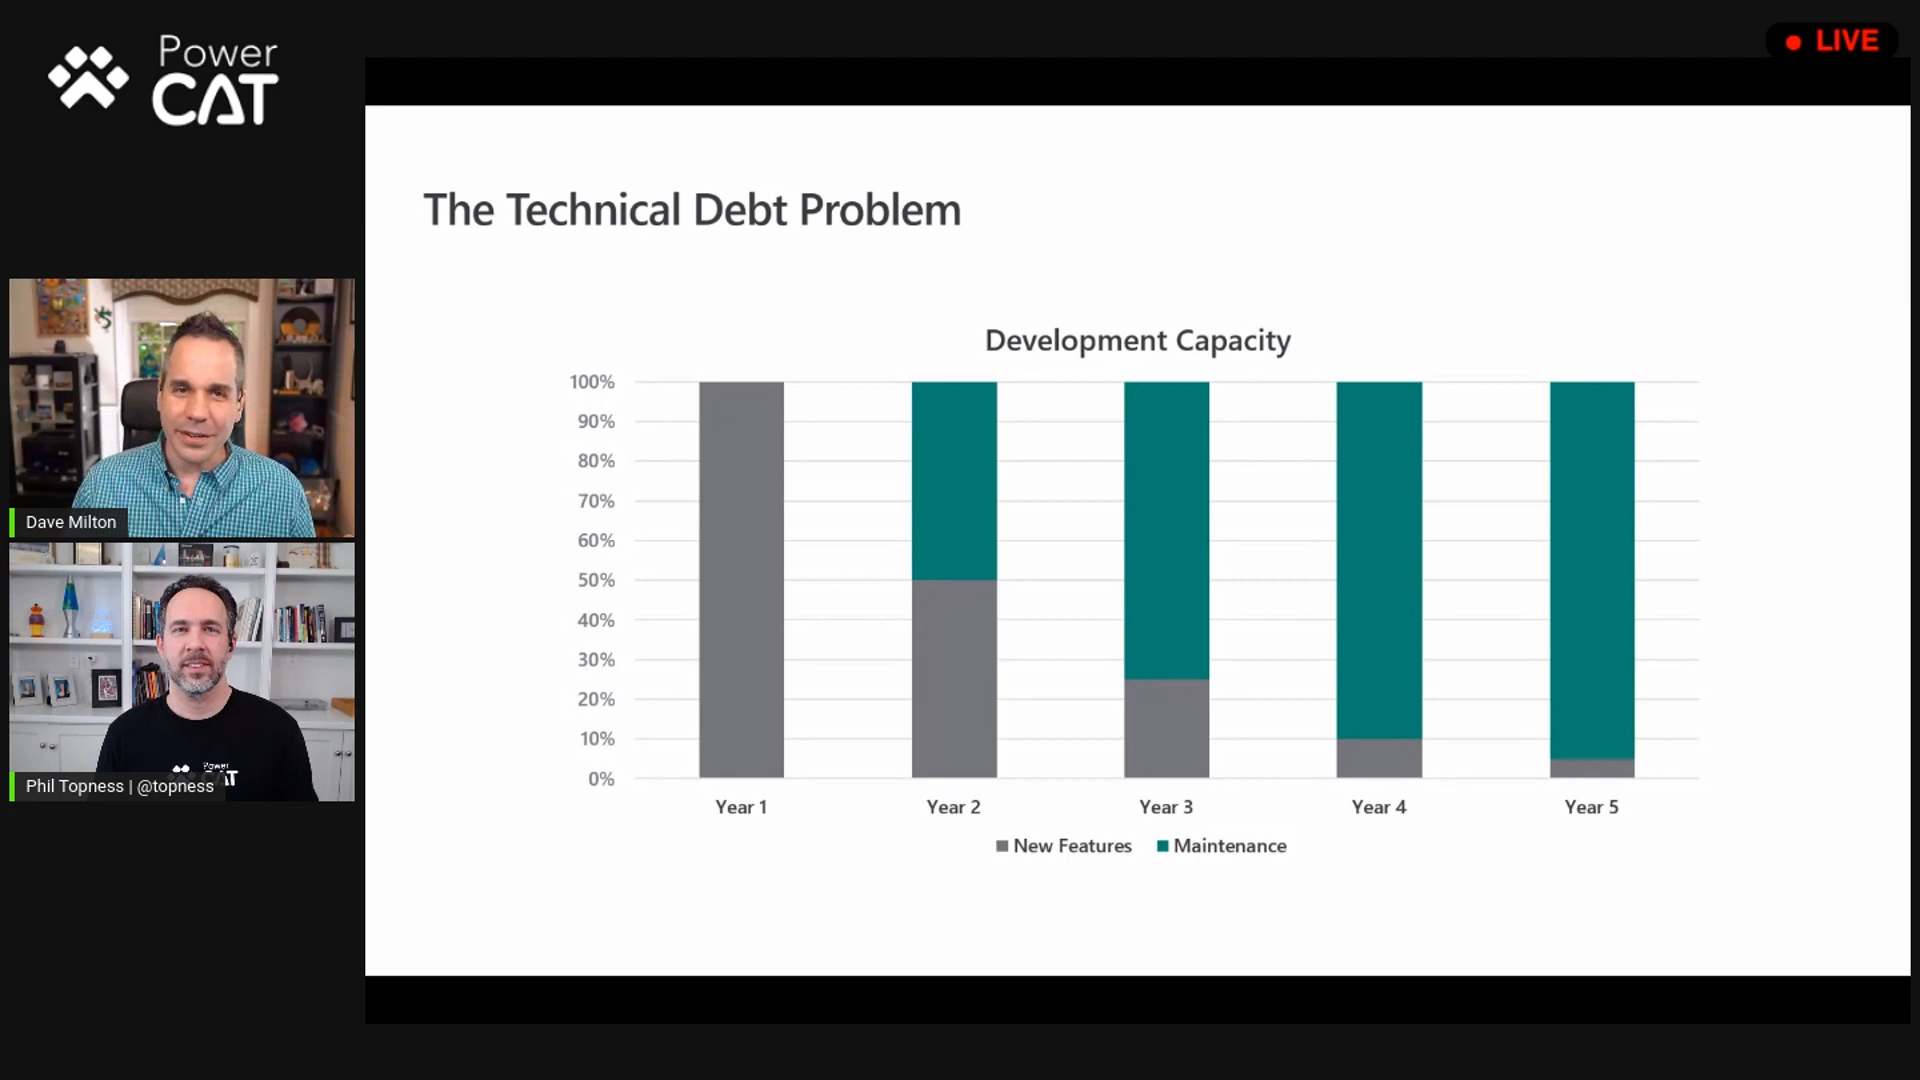 Power
CAT
LIVE
The Technical Debt Problem
Development Capacity
100%
90%
80%
70%
60%
50%
40%
30%
20%
10%
0%
Year 1 Year 2 Year 3 Year 4 Year 5
New Features Maintenance
Dave Milton
Power
CAT
Phil Topness | @topness